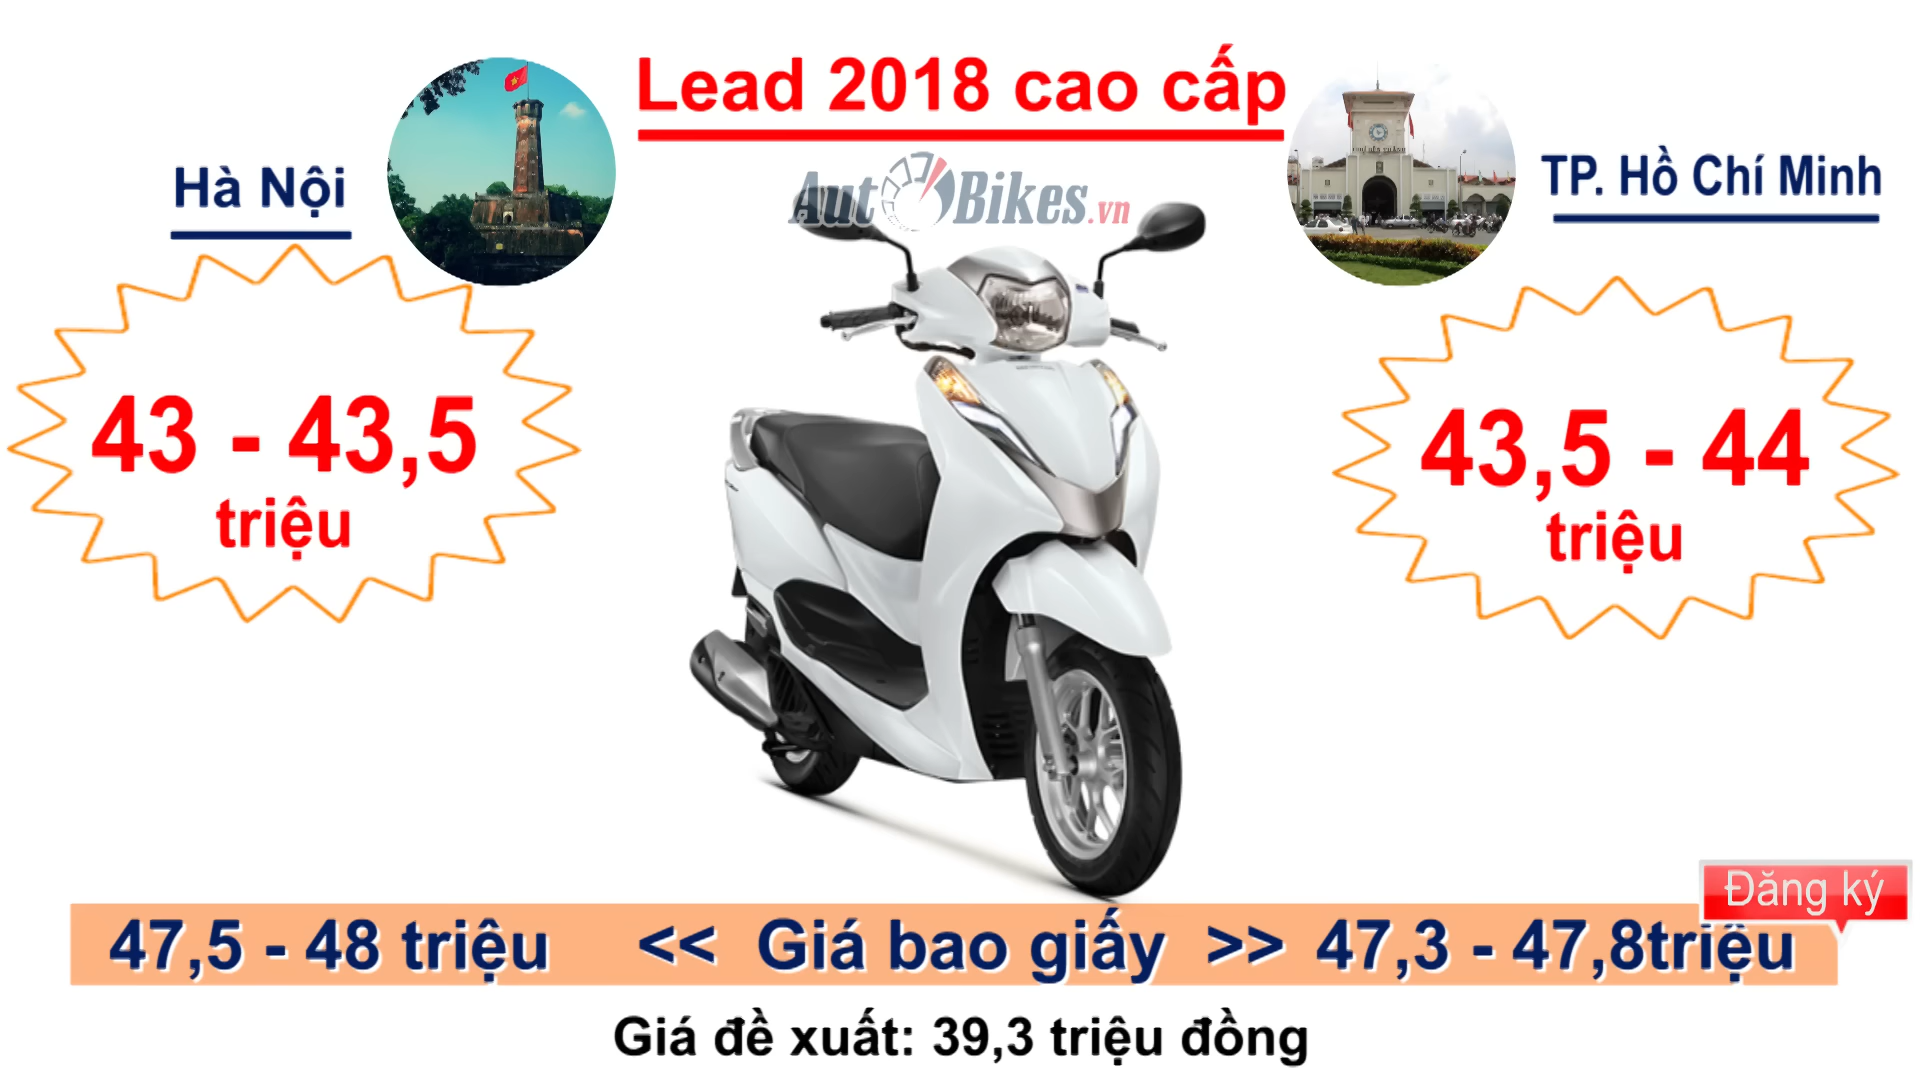 Lead 2018 cao cấp
AutoBikes.vn
Hà Nội
TP. Hồ Chí Minh
43 - 43,5
triệu
43,5 - 44
triệu
Đăng ký
47,5 - 48 triệu << Giá bao giấy >> 47,3 - 47,8triệu
Giá đề xuất: 39,3 triệu đồng